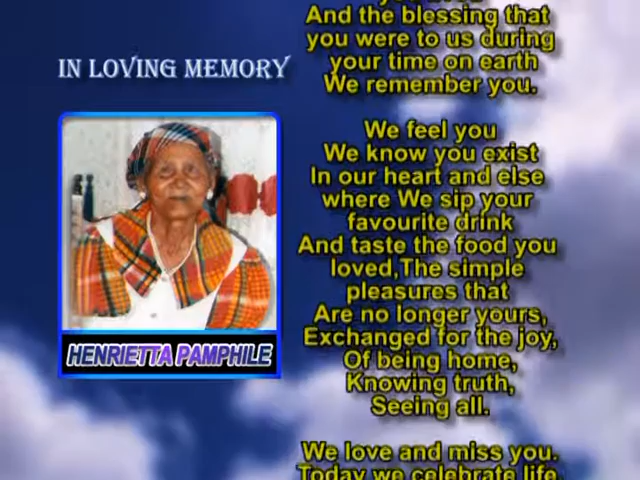 IN LOVING MEMORY
HENRIETTA PAMPHILE
And the blessing that
you were to us during
your time on earth
We remember you.
We feel you
We know you exist
In our heart and else
where We sip your
favourite drink
And taste the food you
loved,The simple
pleasures that
Are no longer yours,
Exchanged for the joy,
Of being home,
Knowing truth,
Seeing all.
We love and miss you.
Today we celebrate life